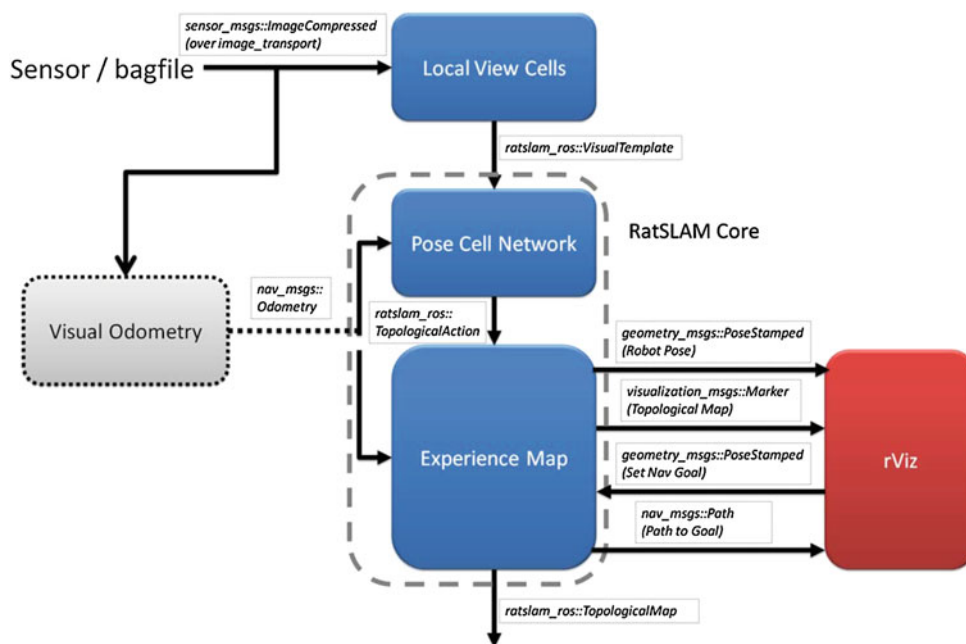 sensor_msgs::ImageCompressed
(over image_transport)
Sensor / bagfile
Local View Cells
ratslam_ros::VisualTemplate
Pose Cell Network
RatSLAM Core
nav_msgs::
Odometry
Visual Odometry
ratslam_ros::
TopologicalAction
geometry_msgs::PoseStamped
(Robot Pose)
visualization_msgs::Marker
(Topological Map)
Experience Map
geometry_msgs::PoseStamped
(Set Nav Goal)
rViz
nav_msgs::Path
(Path to Goal)
ratslam_ros::TopologicalMap